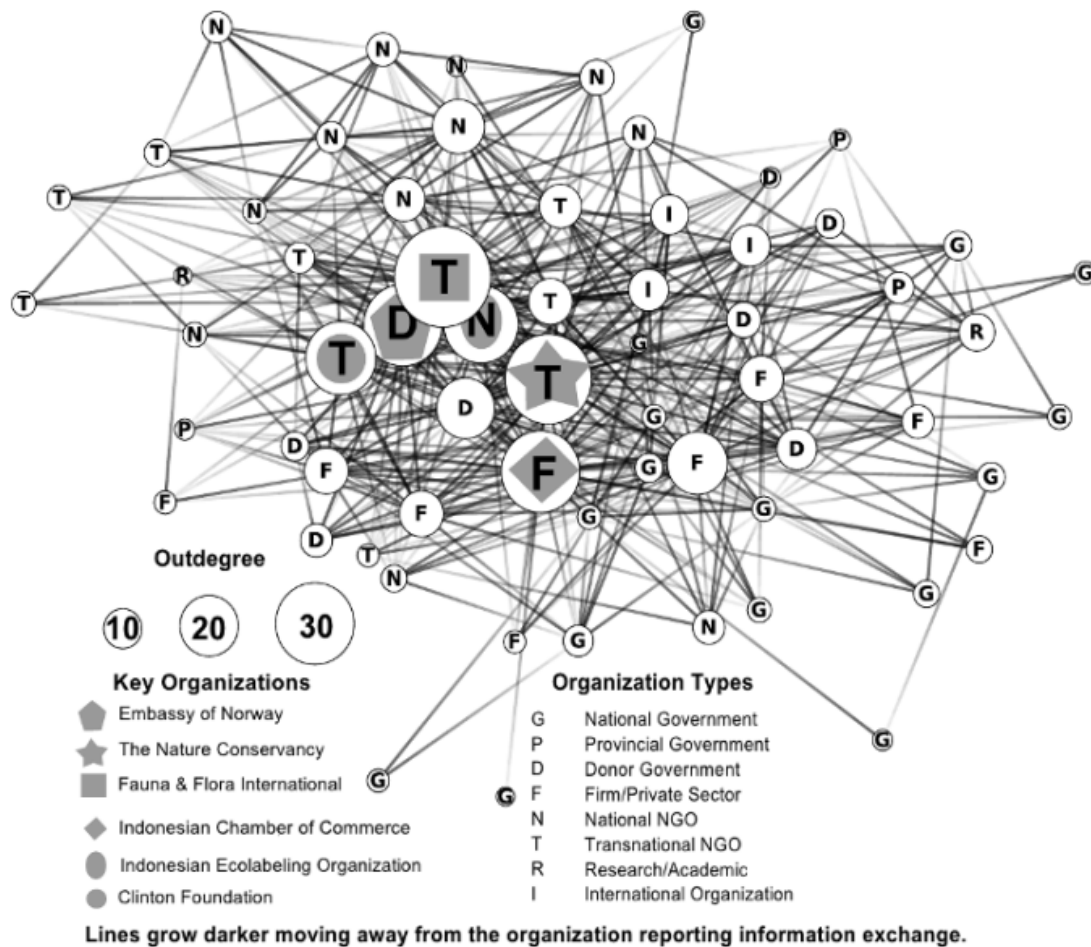 G
N
N
N
N
N
N
N
P
T
D
T
N
N
T
I
D
T
I
G
R
G
T
I
P
T
T
N
D
R
D
N
G
T
T
F
D
G
F
G
P
D
F
G
D
F
F
G
G
F
G
G
F
D
T
N
G
G
F
G
N
G
G
G
Outdegree
10 20 30
Key Organizations
Embassy of Norway
The Nature Conservancy
Fauna & Flora International
Indonesian Chamber of Commerce
Indonesian Ecolabeling Organization
Clinton Foundation
Organization Types
G National Government
P Provincial Government
D Donor Government
F Firm/Private Sector
N National NGO
T Transnational NGO
R Research/Academic
I International Organization
Lines grow darker moving away from the organization reporting information exchange.